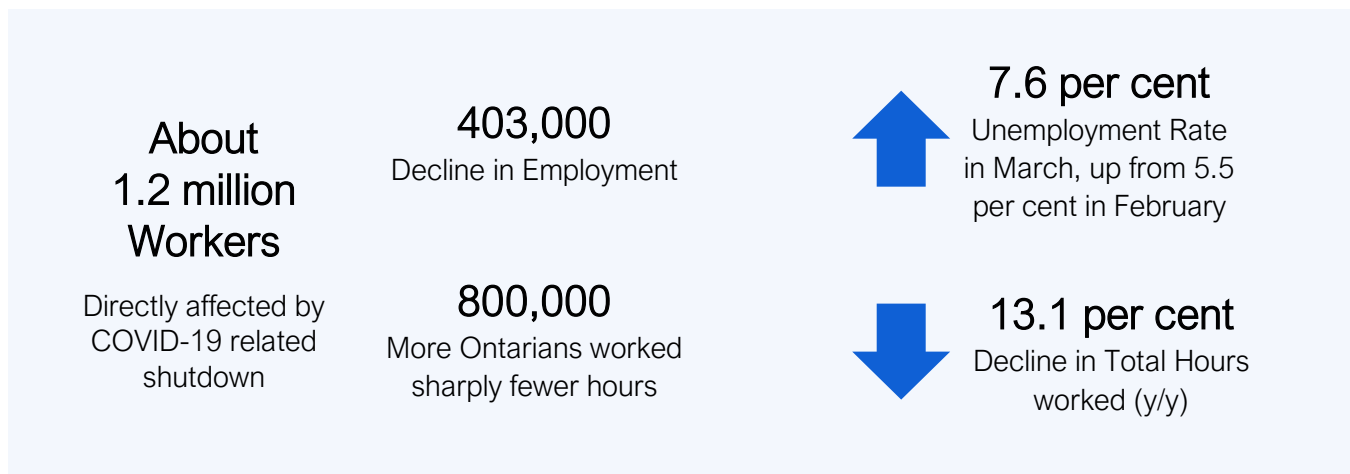 About
1.2 million
Workers
Directly affected by
COVID-19 related
shutdown
403,000
Decline in Employment
800,000
More Ontarians worked
sharply fewer hours
7.6 per cent
Unemployment Rate
in March, up from 5.5
per cent in February
13.1 per cent
Decline in Total Hours
worked (y/y)